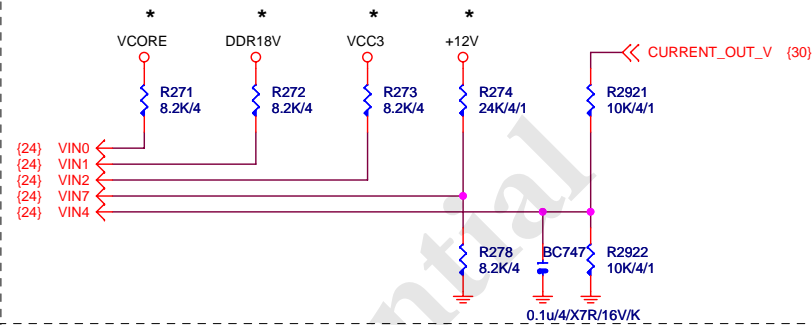 * * * *
VCORE DDR18V VCC3 +12V
CURRENT_OUT_V {30}
R271 R272 R273 R274 R2921
8.2K/4 8.2K/4 8.2K/4 24K/4/1 10K/4/1
{24} VIN0
{24} VIN1
{24} VIN2
{24} VIN7
{24} VIN4
R278 BC747 R2922
8.2K/4 10K/4/1
0.1u/4/X7R/16V/K
ential